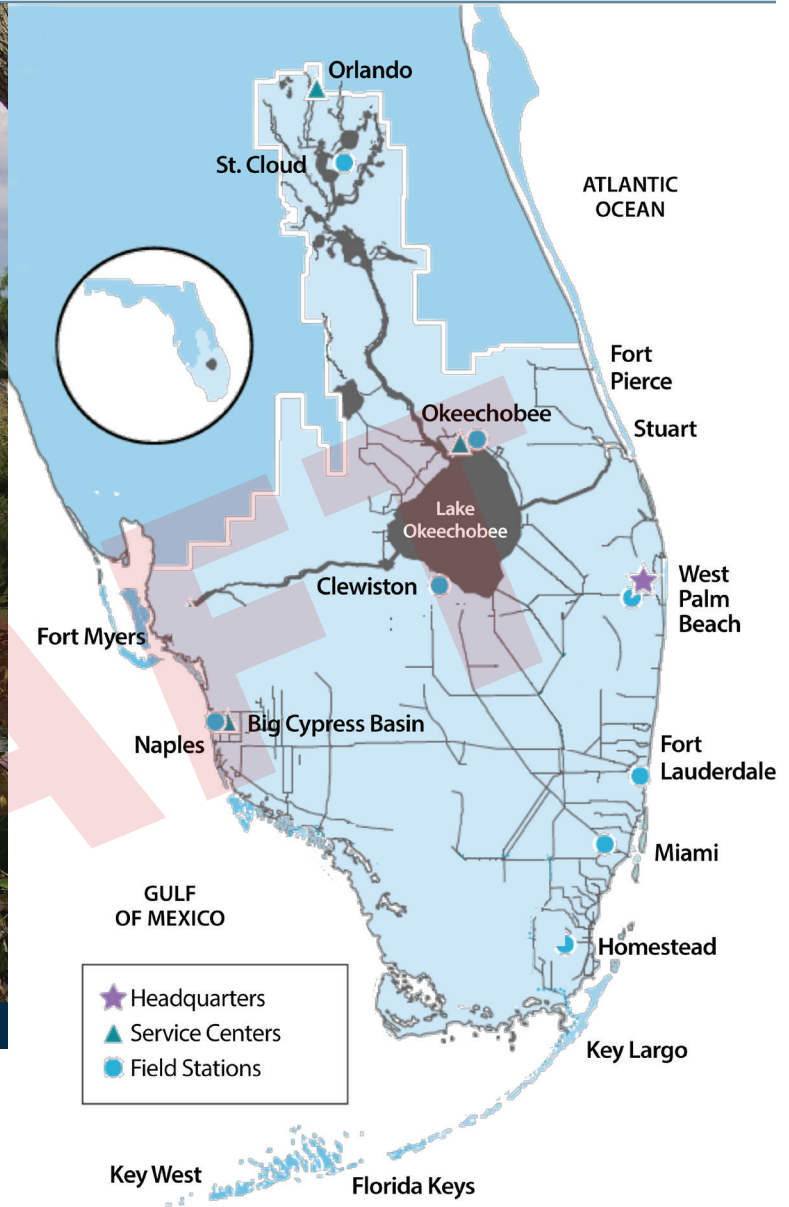 Orlando
St. Cloud
ATLANTIC
OCEAN
Fort
Pierce
Okeechobee
Stuart
Lake
Okeechobee
Clewiston
West
Palm
Beach
Fort Myers
Big Cypress Basin
Naples
Fort
Lauderdale
Miami
GULF
OF MEXICO
Homestead
Headquarters
Service Centers
Field Stations
Key Largo
Key West
Florida Keys
AFT